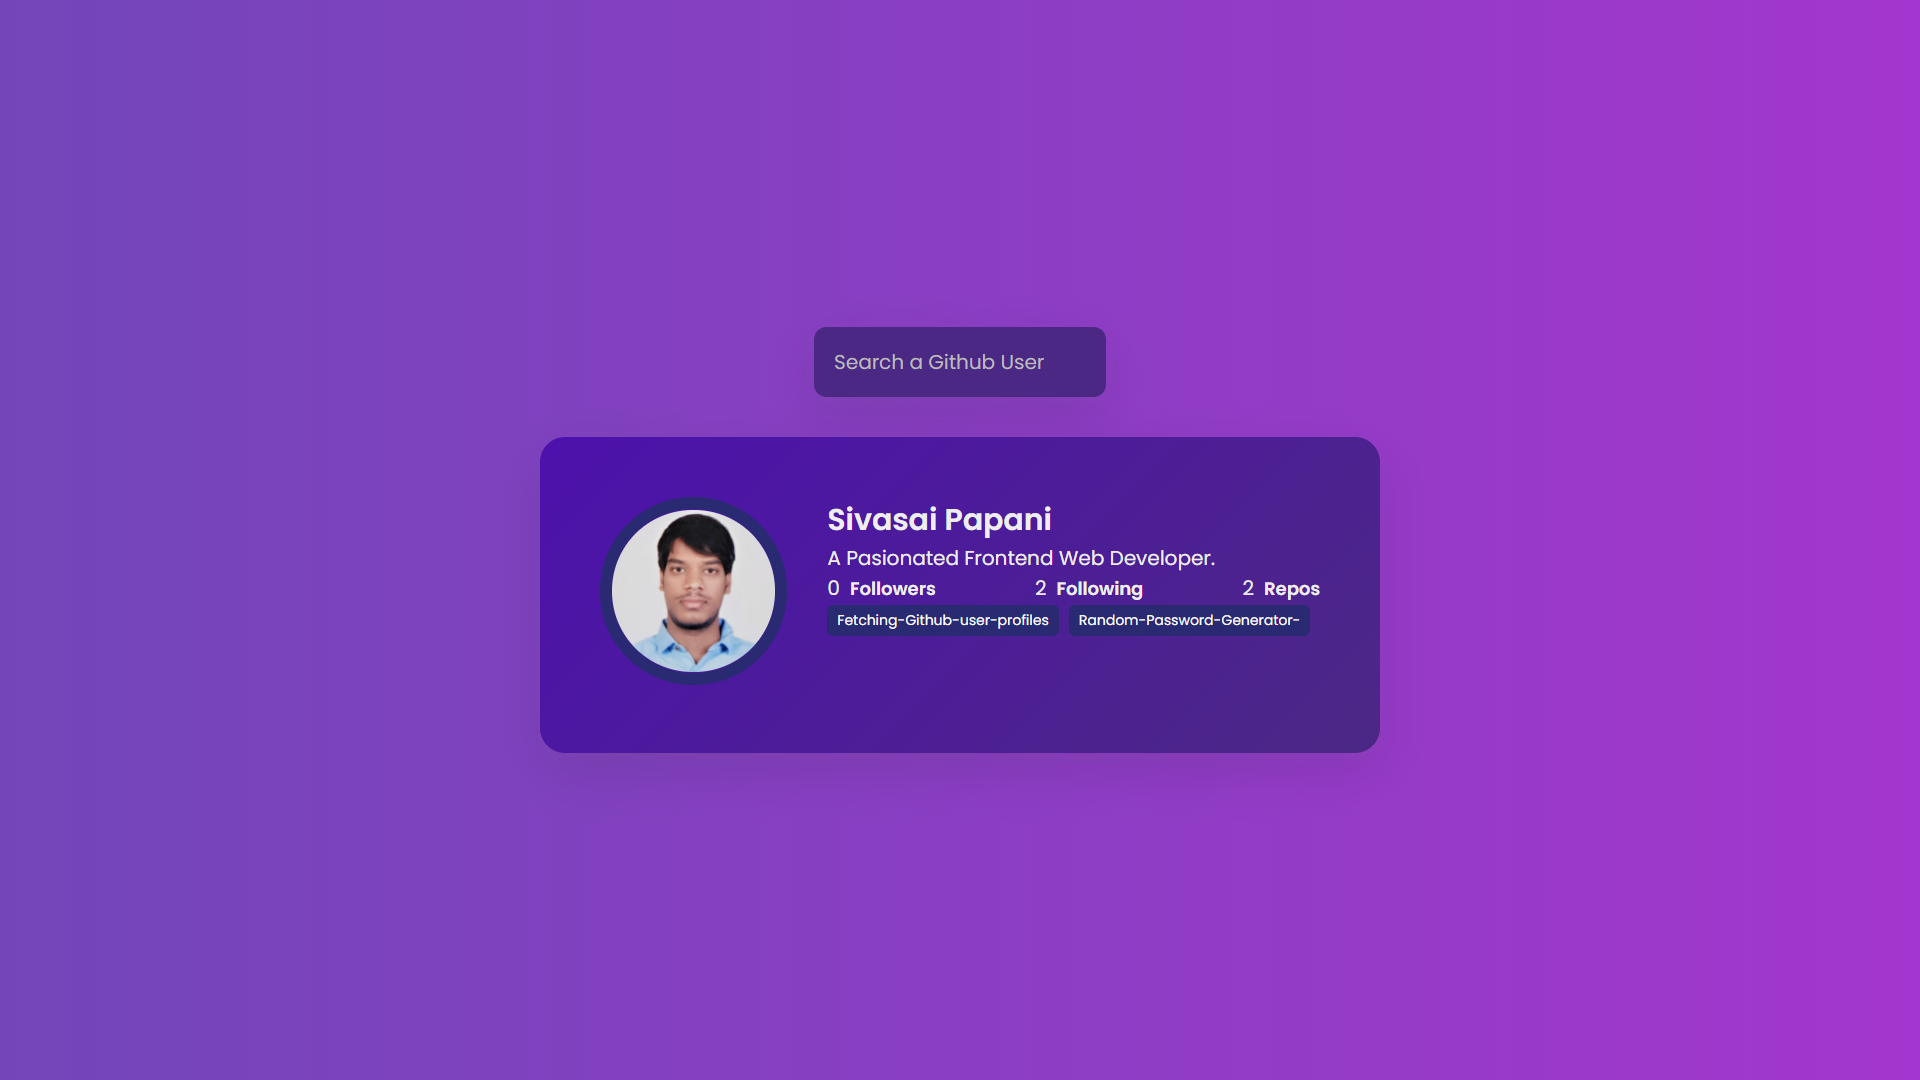 Search a Github User
Sivasai Papani
A Pasionated Frontend Web Developer.
0 Followers 2 Following 2 Repos
Fetching-Github-user-profiles Random-Password-Generator-